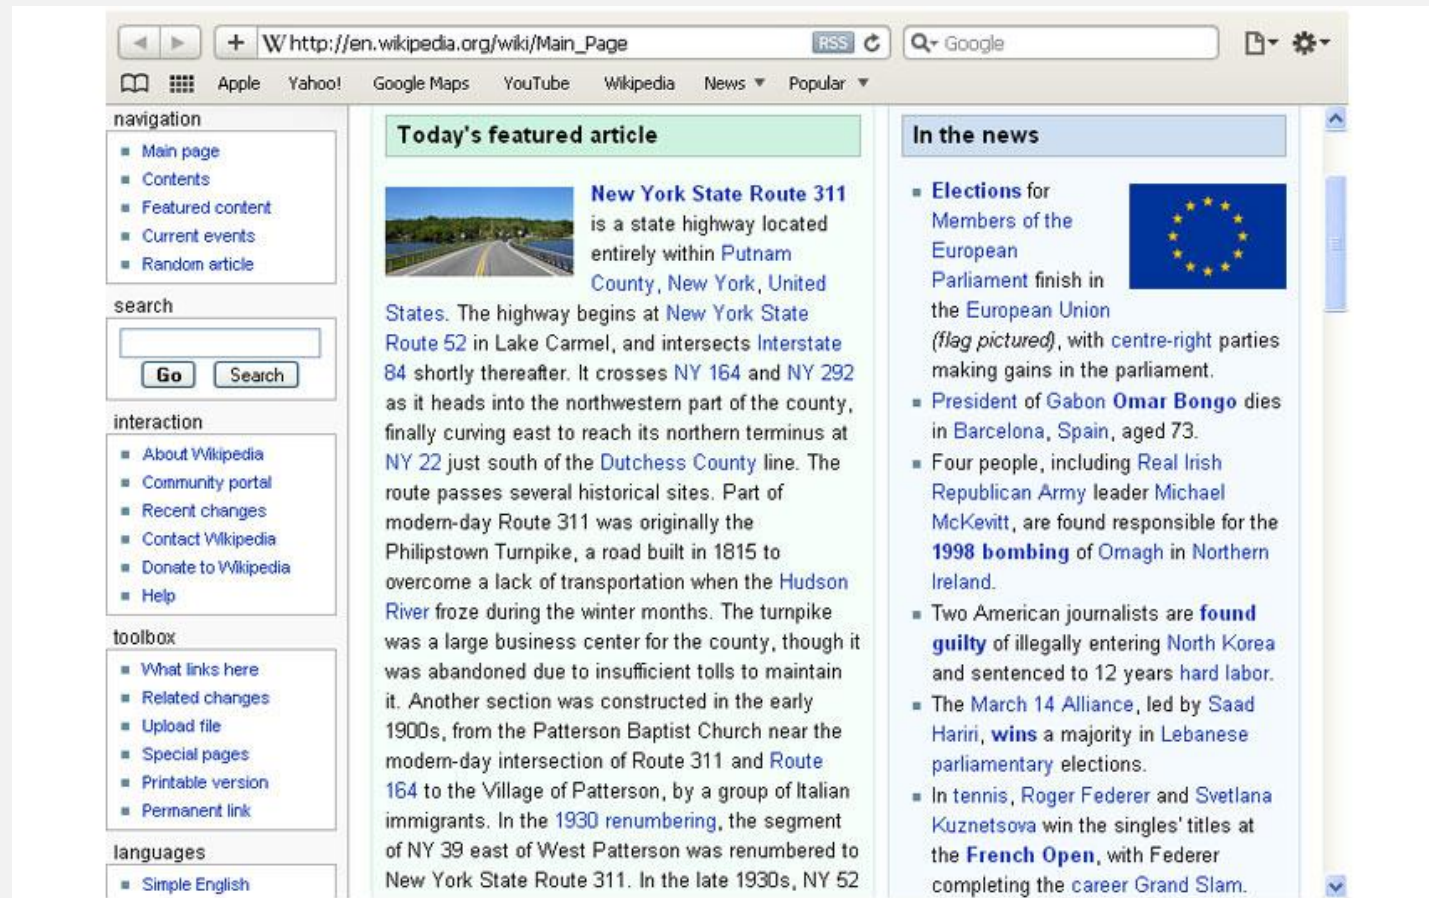 http://en.wikipedia.org/wiki/Main_Page
RSS
Google
Apple
Yahoo!
Google Maps
YouTube
Wikipedia
News
Popular
navigation
Main page
Contents
Featured content
Current events
Random article
search
Go
Search
interaction
About Wikipedia
Community portal
Recent changes
Contact Wikipedia
Donate to Wikipedia
Help
toolbox
What links here
Related changes
Upload file
Special pages
Printable version
Permanent link
languages
Simple English
Today's featured article
New York State Route 311
is a state highway located
entirely within Putnam
County, New York, United
States. The highway begins at New York State
Route 52 in Lake Carmel, and intersects Interstate
84 shortly thereafter. It crosses NY 164 and NY 292
as it heads into the northwestern part of the county,
finally curving east to reach its northern terminus at
NY 22 just south of the Dutchess County line. The
route passes several historical sites. Part of
modern-day Route 311 was originally the
Philipstown Turnpike, a road built in 1815 to
overcome a lack of transportation when the Hudson
River froze during the winter months. The turnpike
was a large business center for the county, though it
was abandoned due to insufficient tolls to maintain
it. Another section was constructed in the early
1900s, from the Patterson Baptist Church near the
modern-day intersection of Route 311 and Route
164 to the Village of Patterson, by a group of Italian
immigrants. In the 1930 renumbering, the segment
of NY 39 east of West Patterson was renumbered to
New York State Route 311. In the late 1930s, NY 52
In the news
Elections for
Members of the
European
Parliament finish in
the European Union
(flag pictured), with centre-right parties
making gains in the parliament.
President of Gabon Omar Bongo dies
in Barcelona, Spain, aged 73.
Four people, including Real Irish
Republican Army leader Michael
McKevitt, are found responsible for the
1998 bombing of Omagh in Northern
Ireland.
Two American journalists are found
guilty of illegally entering North Korea
and sentenced to 12 years hard labor.
The March 14 Alliance, led by Saad
Hariri, wins a majority in Lebanese
parliamentary elections.
In tennis, Roger Federer and Svetlana
Kuznetsova win the singles' titles at
the French Open, with Federer
completing the career Grand Slam.